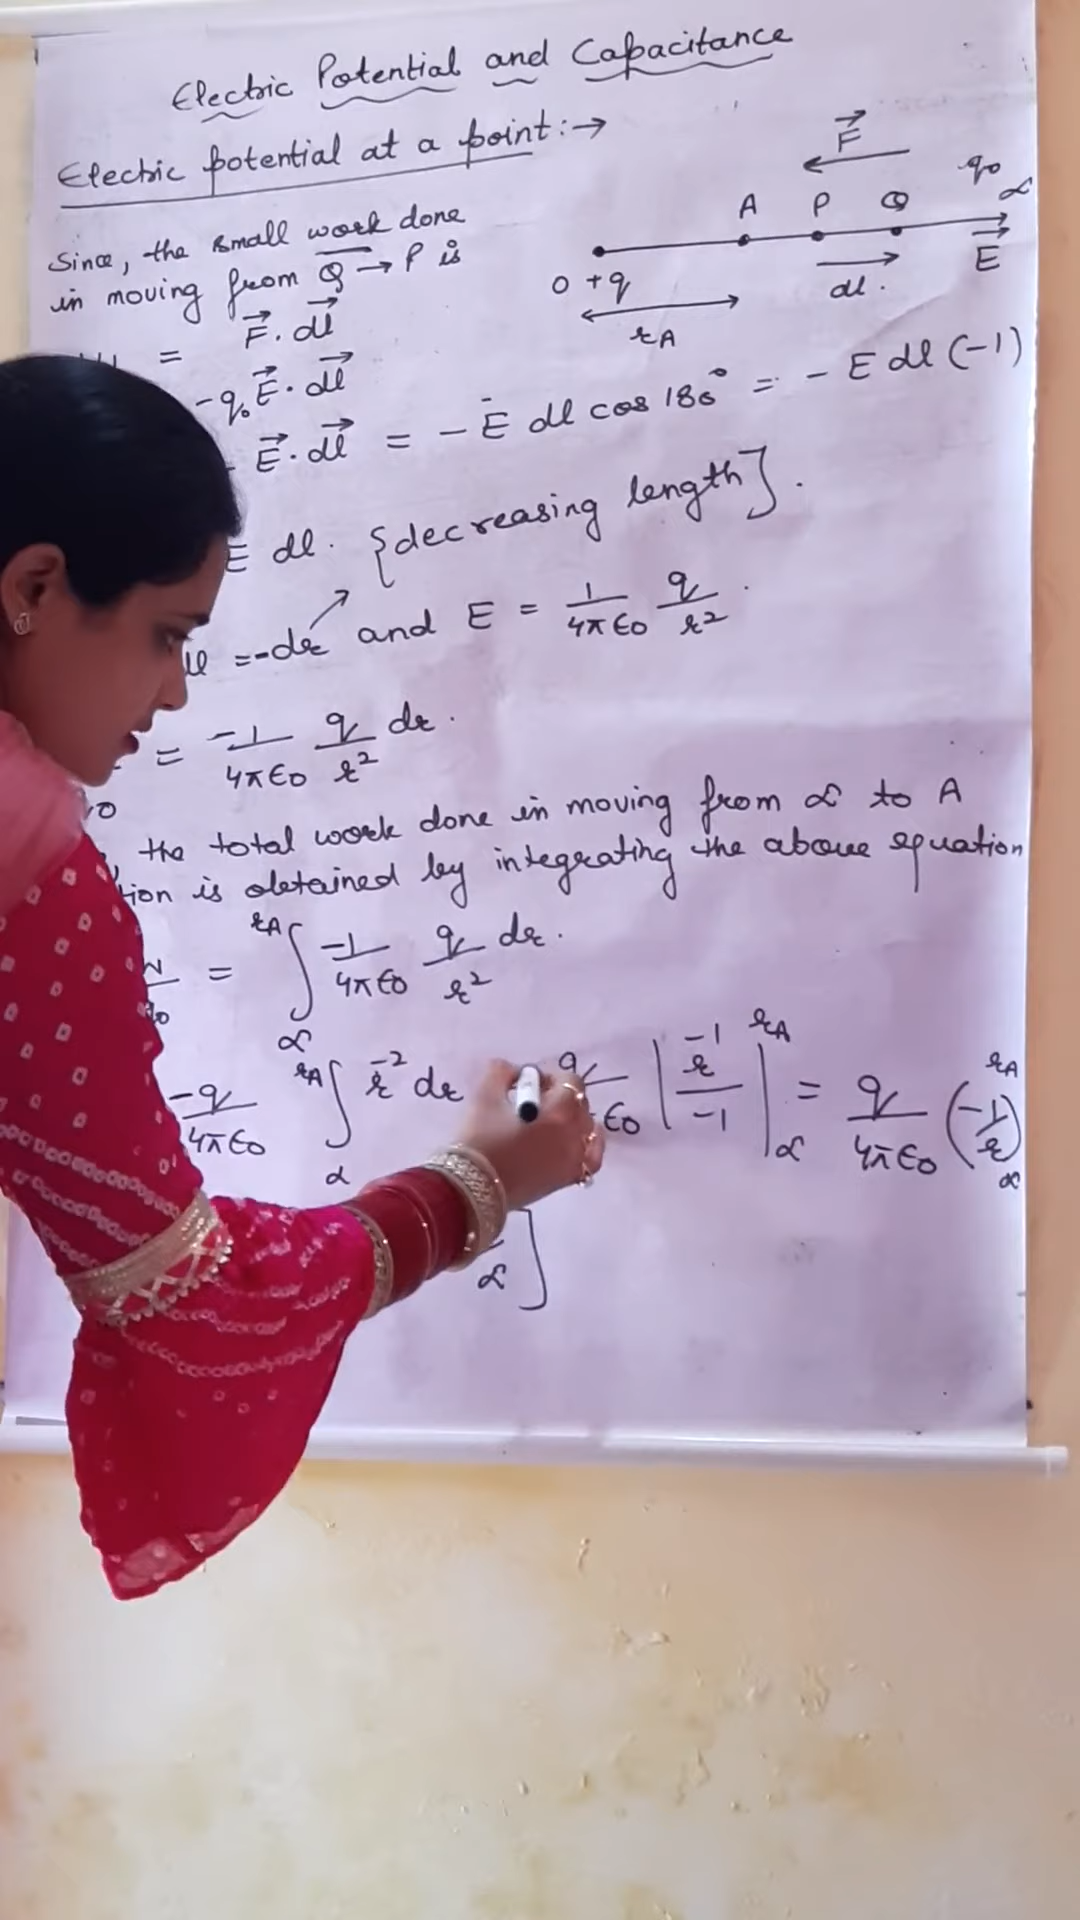 Electric Potential and Capacitance
Electric potential at a point :→
F→
q₀ ∝
A P Q
E→
O +q
dl→.
r_A
Since, the small work done
in moving from Q → P is
= F→ . dl→
-q₀ E→ . dl→
E→ . dl→ = - E dl cos 180° = - E dl (-1)
E dl. {decreasing length].
dl = -dr and E = 1/4πε₀ q/r².
= -1/4πε₀ q/r² dr.
the total work done in moving from ∝ to A
is obtained by integrating the above equation
= ∫_∝^{r_A} -1/4πε₀ q/r² dr.
-q/4πε₀ ∫_∝^{r_A} r⁻² dr q/ε₀ |r⁻¹/-1|_∝^{r_A} = q/4πε₀ (-1/r)_∝^{r_A}
∝ ]